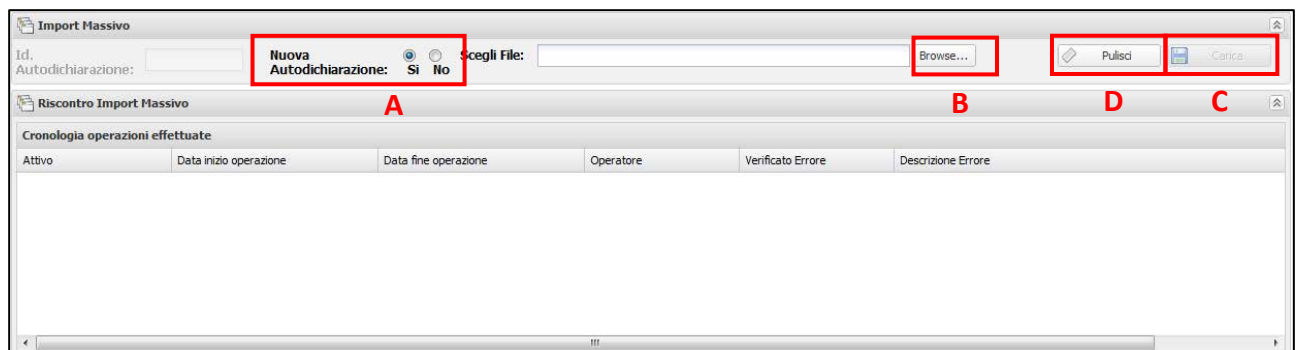 Import Massivo
Id. Autodichiarazione:
Nuova Autodichiarazione:
Si No
Scegli File:
Browse...
Pulisci
Carica
A
B
D
C
Riscontro Import Massivo
Cronologia operazioni effettuate
Attivo Data inizio operazione Data fine operazione Operatore Verificato Errore Descrizione Errore